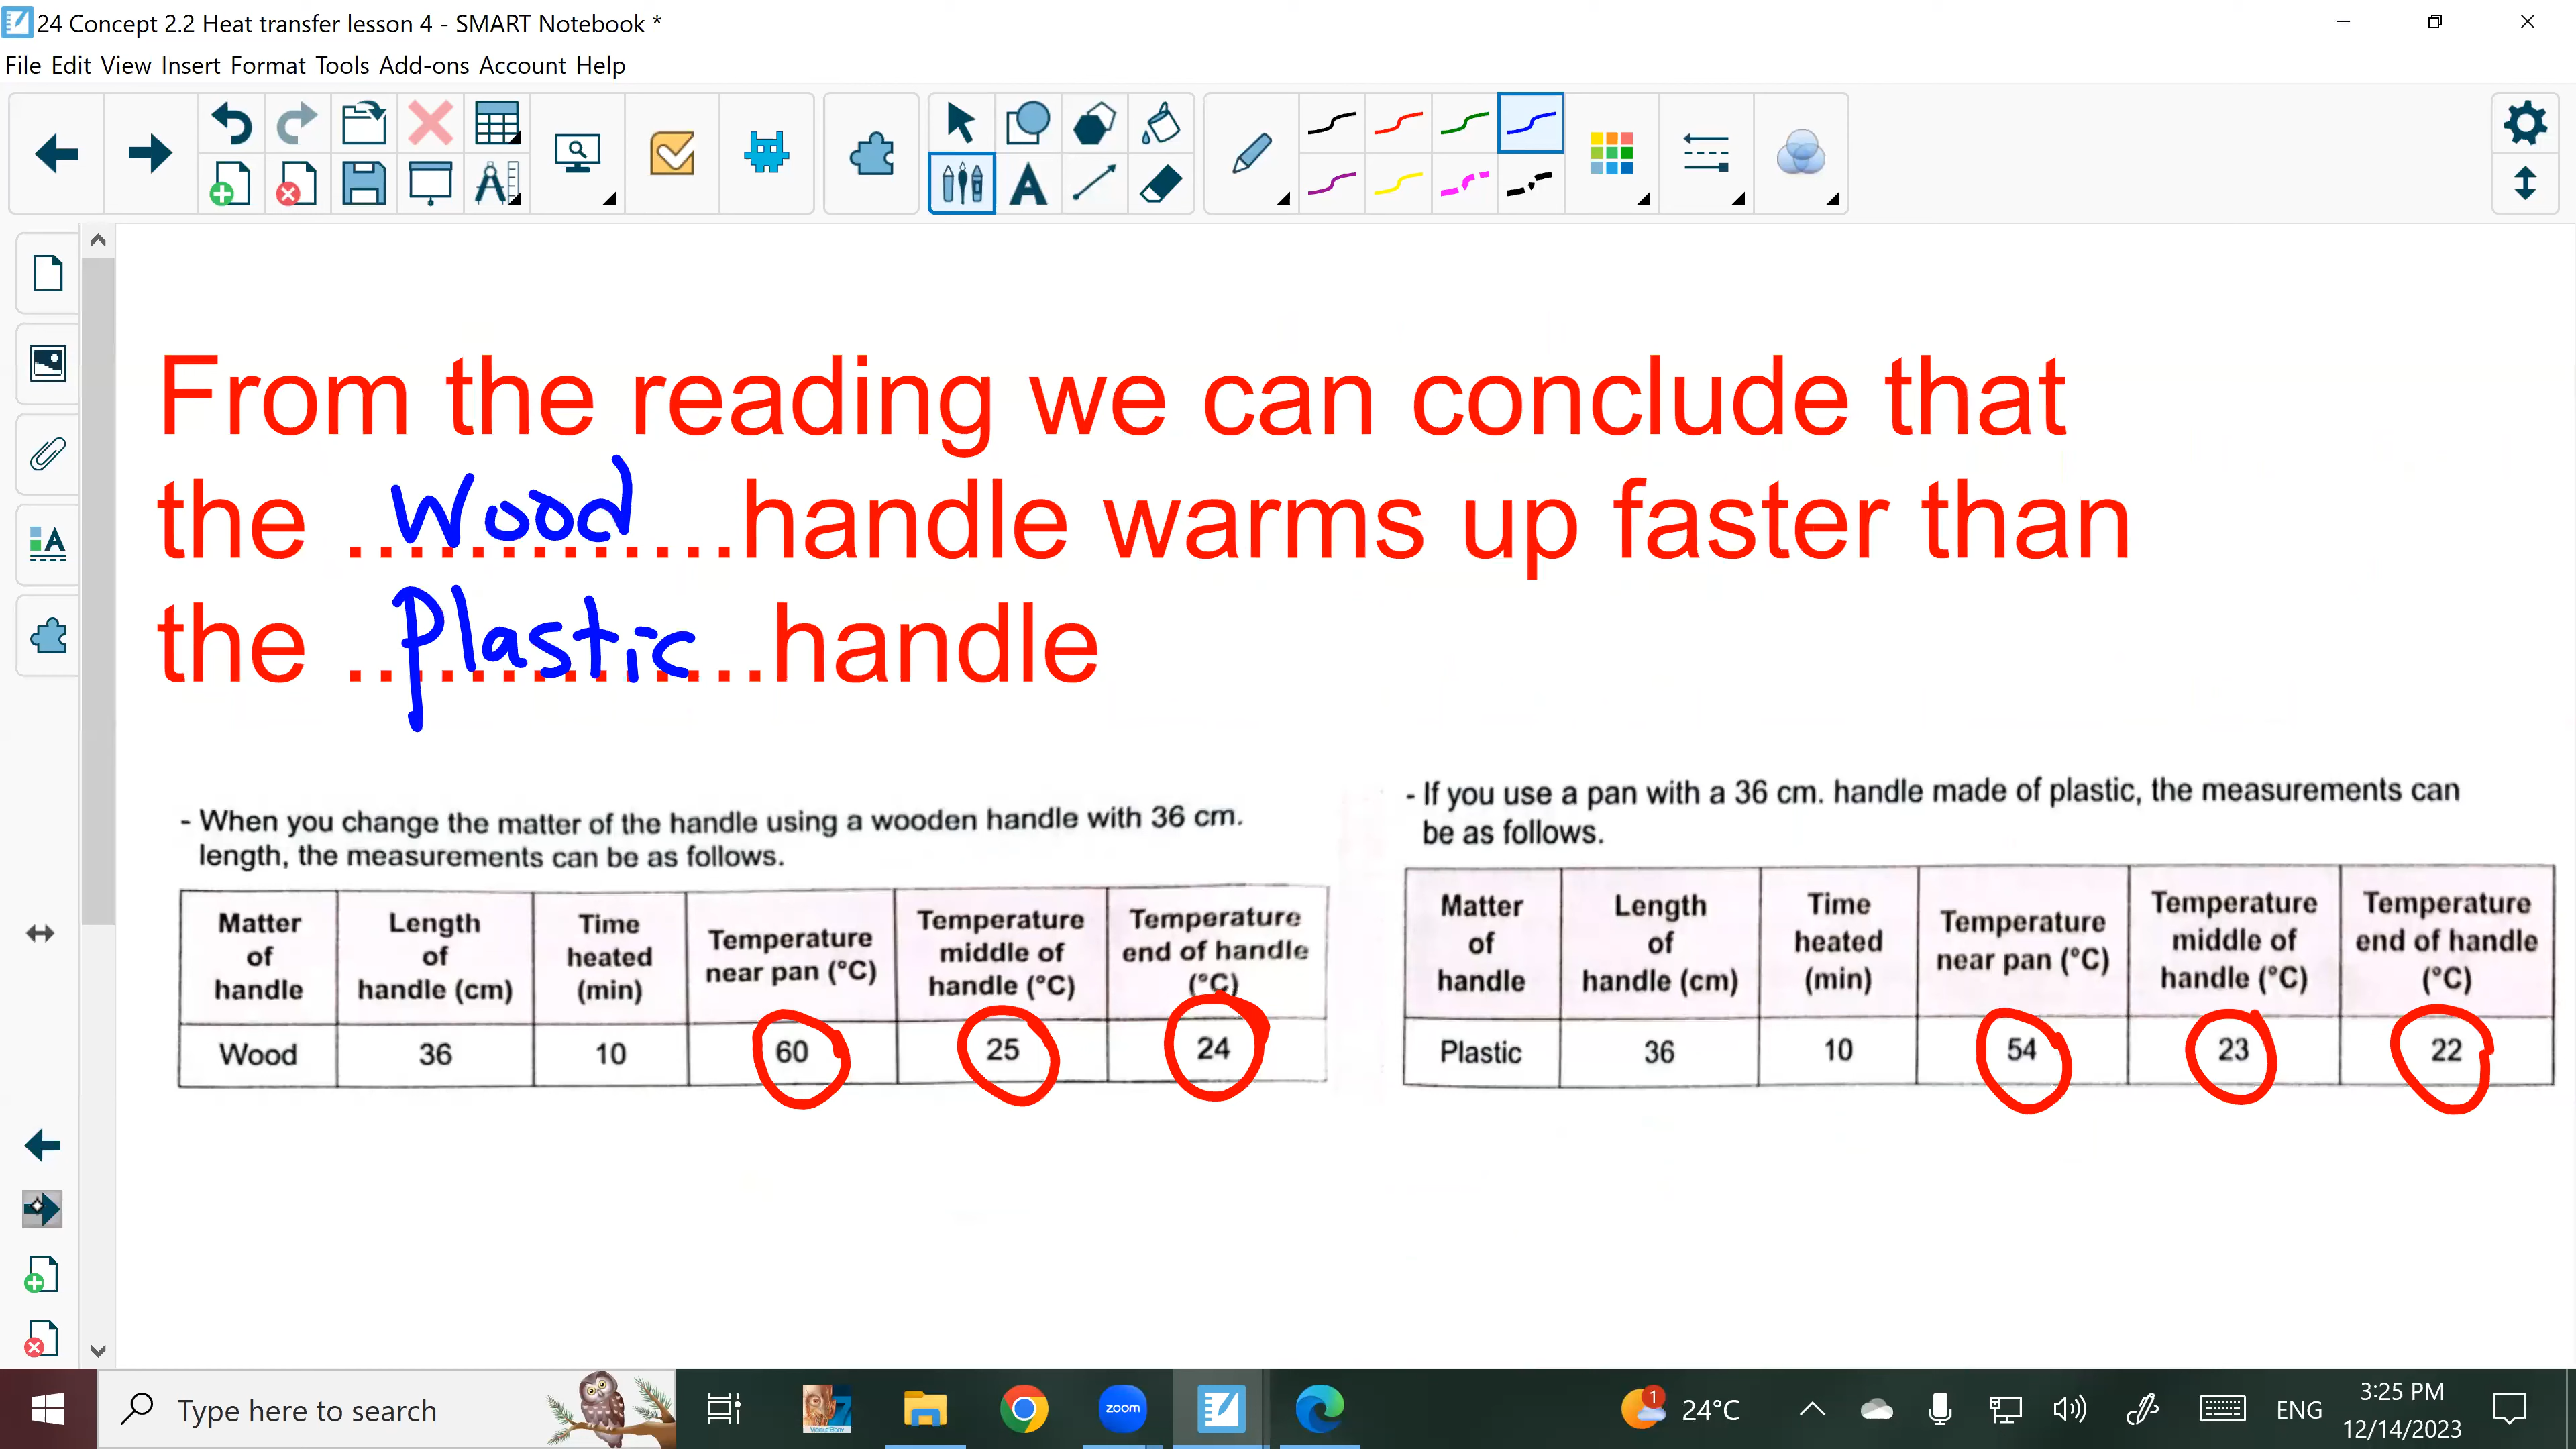 24 Concept 2.2 Heat transfer lesson 4 - SMART Notebook *
File Edit View Insert Format Tools Add-ons Account Help
From the reading we can conclude that
the ....Wood....handle warms up faster than
the ....Plastic....handle
- When you change the matter of the handle using a wooden handle with 36 cm.
length, the measurements can be as follows.
Matter of handle Length of handle (cm) Time heated (min) Temperature near pan (°C) Temperature middle of handle (°C) Temperature end of handle (°C)
Wood 36 10 60 25 24
- If you use a pan with a 36 cm. handle made of plastic, the measurements can
be as follows.
Matter of handle Length of handle (cm) Time heated (min) Temperature near pan (°C) Temperature middle of handle (°C) Temperature end of handle (°C)
Plastic 36 10 54 23 22
Type here to search
zoom
1
24°C
ENG
3:25 PM
12/14/2023